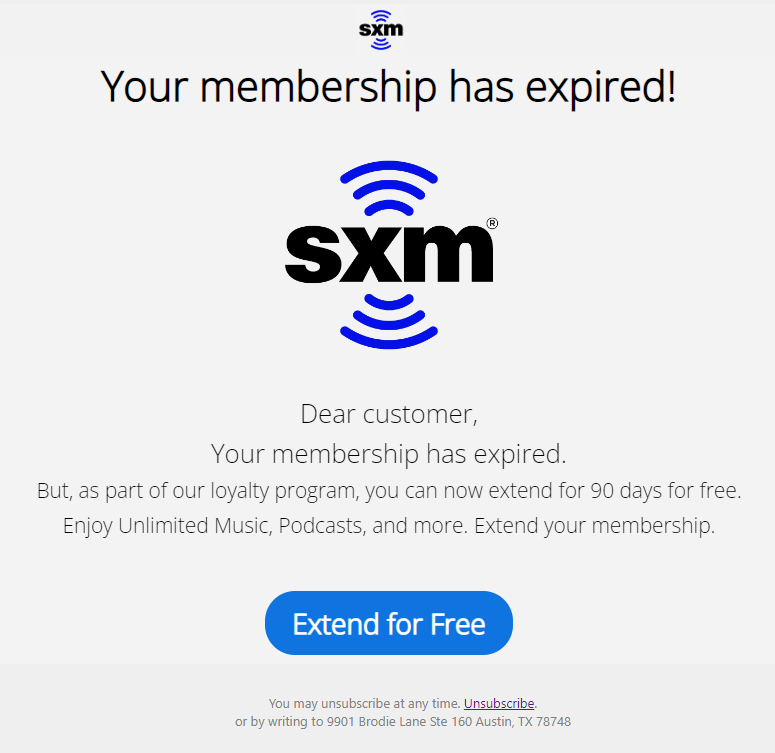 sxm
Your membership has expired!
sxm®
Dear customer,
Your membership has expired.
But, as part of our loyalty program, you can now extend for 90 days for free.
Enjoy Unlimited Music, Podcasts, and more. Extend your membership.
Extend for Free
You may unsubscribe at any time. Unsubscribe.
or by writing to 9901 Brodie Lane Ste 160 Austin, TX 78748